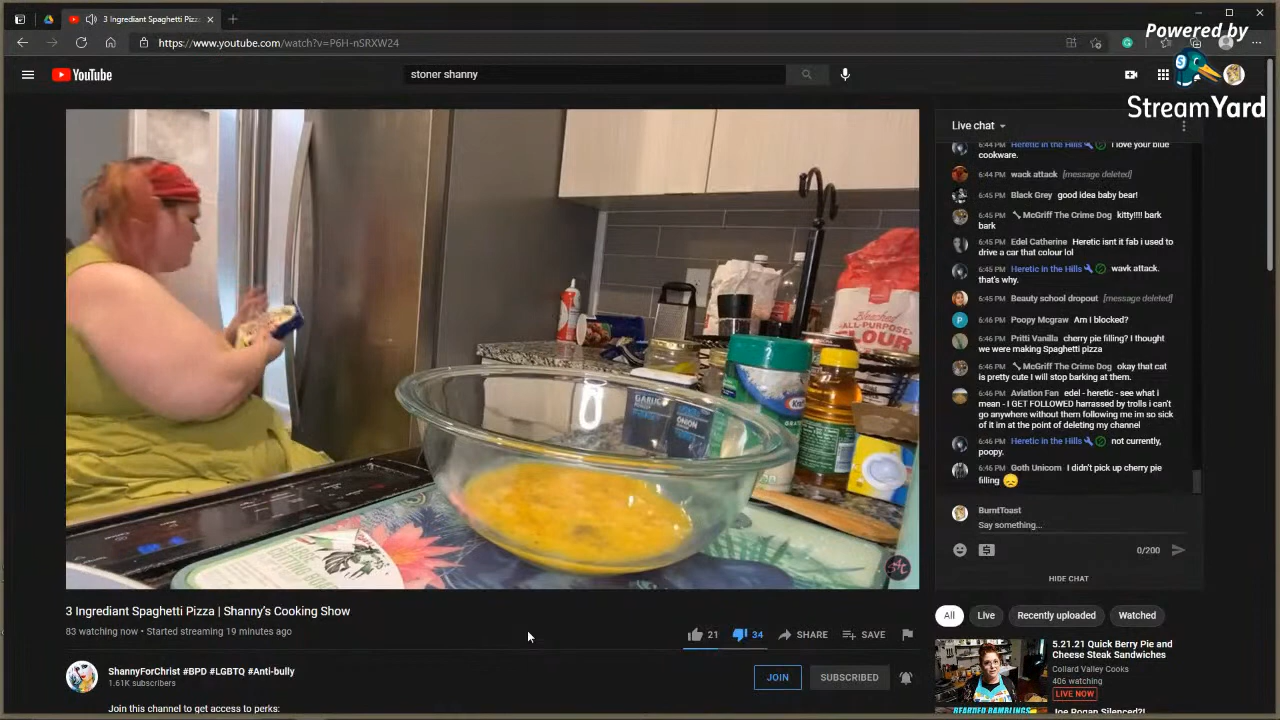 3 Ingrediant Spaghetti Pizz
Powered by
StreamYard
https://www.youtube.com/watch?v=P6H-nSRXW24
YouTube
stoner shanny
Live chat
6:44 PM Heretic in the Hills I love your blue
cookware.
6:44 PM wack attack [message deleted]
6:45 PM Black Grey good idea baby bear!
6:45 PM McGriff The Crime Dog kitty!!!! bark
bark
6:45 PM Edel Catherine Heretic isnt it fab i used to
drive a car that colour lol
6:45 PM Heretic in the Hills wavk attack.
that's why.
6:45 PM Beauty school dropout [message deleted]
6:46 PM Poopy Mcgraw Am I blocked?
6:46 PM Pritti Vanilla cherry pie filling? I thought
we were making Spaghetti pizza
6:46 PM McGriff The Crime Dog okay that cat
is pretty cute I will stop barking at them.
6:46 PM Aviation Fan edel - heretic - see what i
mean - I GET FOLLOWED harrassed by trolls i can't
go anywhere without them following me im so sick
of it im at the point of deleting my channel
6:46 PM Heretic in the Hills not currently,
poopy.
6:46 PM Goth Unicorn I didn't pick up cherry pie
filling
P
BurntToast
Say something...
0/200
HIDE CHAT
Bleached
ALL-PURPOSE
FLOUR
GARLIC
ONION
3 Ingrediant Spaghetti Pizza | Shanny's Cooking Show
83 watching now • Started streaming 19 minutes ago
21
34
SHARE
SAVE
ShannyForChrist #BPD #LGBTQ #Anti-bully
1.61K subscribers
JOIN
SUBSCRIBED
Join this channel to get access to perks:
All
Live
Recently uploaded
Watched
5.21.21 Quick Berry Pie and
Cheese Steak Sandwiches
Collard Valley Cooks
406 watching
LIVE NOW
BEARDED RAMBLINGS
Joe Rogan Silenced?!